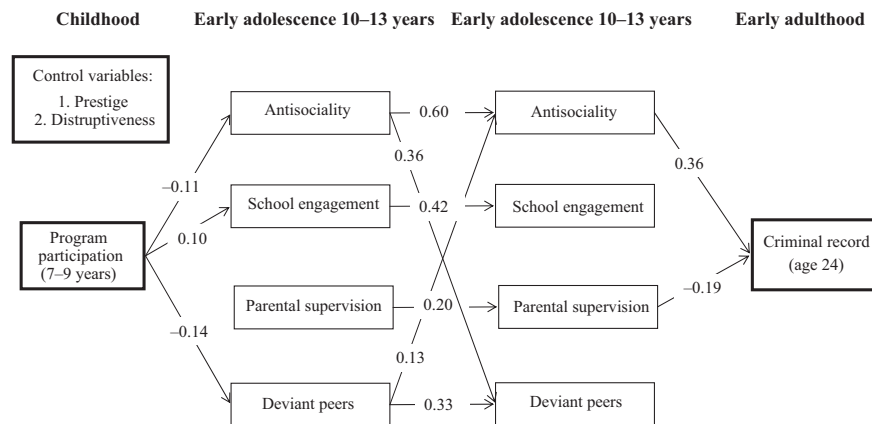 Childhood
Early adolescence 10–13 years
Early adolescence 10–13 years
Early adulthood
Control variables:
1. Prestige
2. Distruptiveness
Antisociality
0.60
Antisociality
0.36
0.36
–0.11
School engagement
0.42
School engagement
0.10
Program
participation
(7–9 years)
Criminal record
(age 24)
Parental supervision
0.20
Parental supervision
–0.19
–0.14
0.13
Deviant peers
0.33
Deviant peers